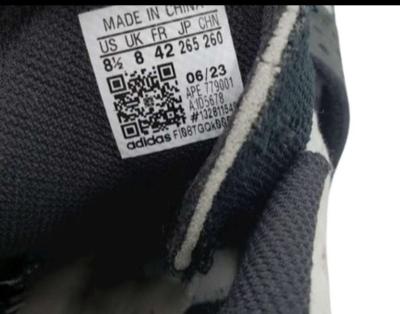 MADE IN CHINA
US UK FR JP CHN
8½ 8 42 265 260
06/23
APE 779001
A1D5678
adidas